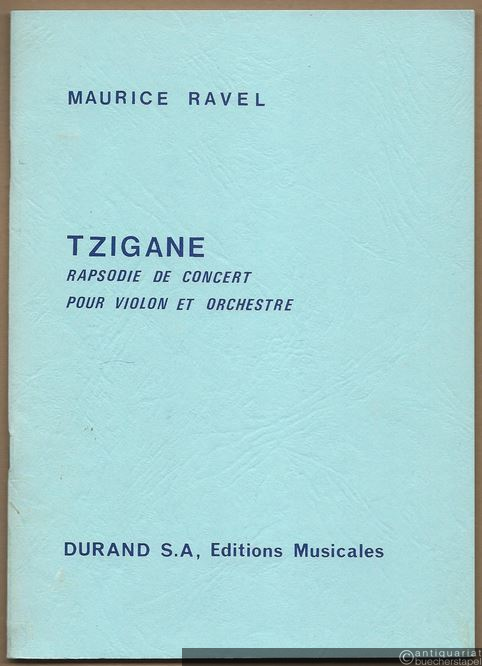 MAURICE RAVEL
TZIGANE
RAPSODIE DE CONCERT
POUR VIOLON ET ORCHESTRE
DURAND S.A, Editions Musicales
©antiquariat
buecherstapel